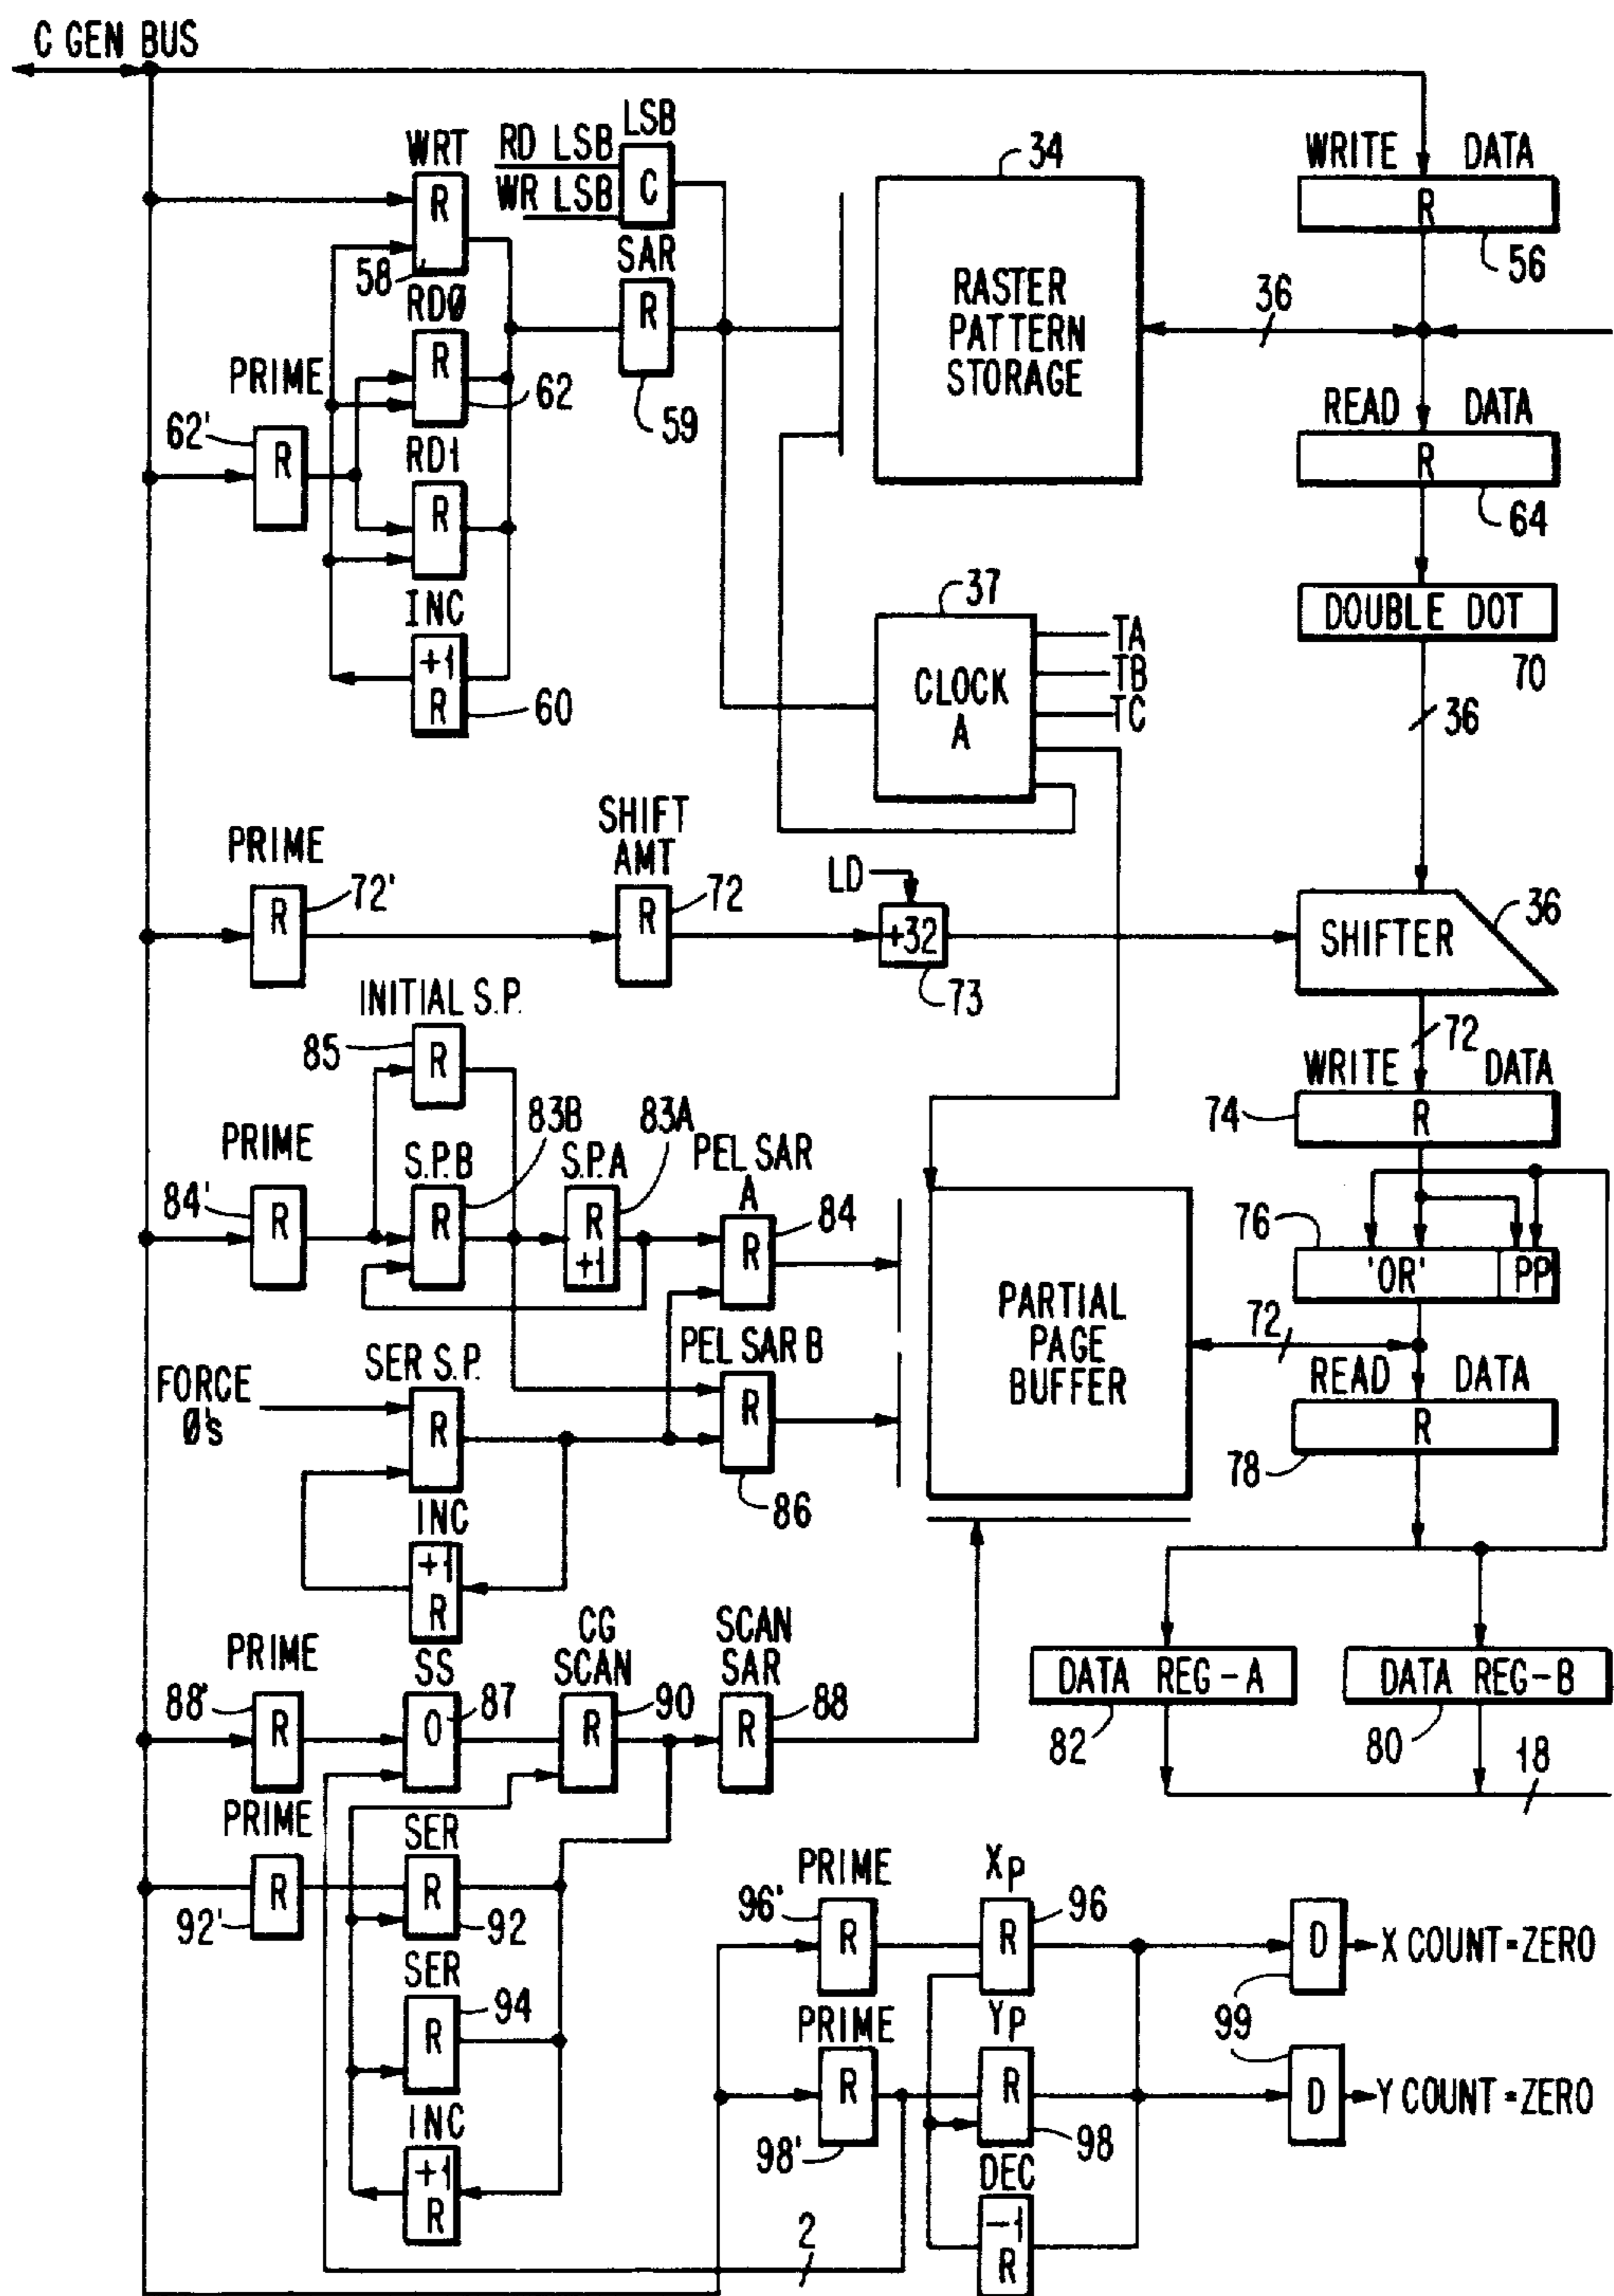 C GEN BUS
LSB
RD LSB
WR LSB
C
WRT
R
58
34
WRITE DATA
R
56
SAR
R
59
RD0
R
62
RASTER
PATTERN
STORAGE
36
PRIME
62'
R
RD1
R
READ DATA
R
64
INC
+1
R
60
37
CLOCK
A
TA
TB
TC
DOUBLE DOT
70
36
PRIME
R
72'
SHIFT
AMT
R
72
LD
+32
73
SHIFTER
36
72
INITIAL S.P.
85
R
WRITE DATA
74
R
PRIME
84'
R
83B
S.P.B
R
83A
S.P.A
R
+1
PEL SAR
A
R
84
76
'OR'
PP
PARTIAL
PAGE
BUFFER
72
FORCE
0's
SER S.P.
R
PEL SAR B
R
86
READ DATA
R
78
INC
+1
R
PRIME
88'
R
SS
0
87
CG
SCAN
R
90
SCAN
SAR
R
88
DATA REG-A
82
DATA REG-B
80
18
PRIME
R
92'
SER
R
92
SER
R
94
INC
+1
R
PRIME
96'
R
XP
R
96
D
X COUNT=ZERO
99
PRIME
R
98'
YP
R
98
D
Y COUNT=ZERO
DEC
-1
R
2